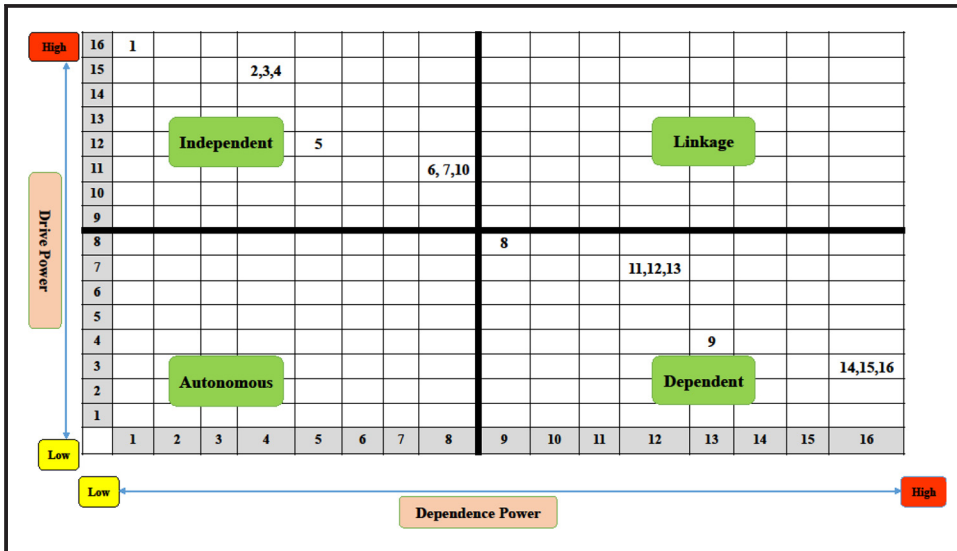 High 16 1
15 2,3,4
14
13
Independent 12 5 Linkage
11 6, 7,10
10
9
Drive Power
8 8
7 11,12,13
6
5
4 9
Autonomous 3 Dependent 14,15,16
2
1
1 2 3 4 5 6 7 8 9 10 11 12 13 14 15 16
Low
Low High
Dependence Power